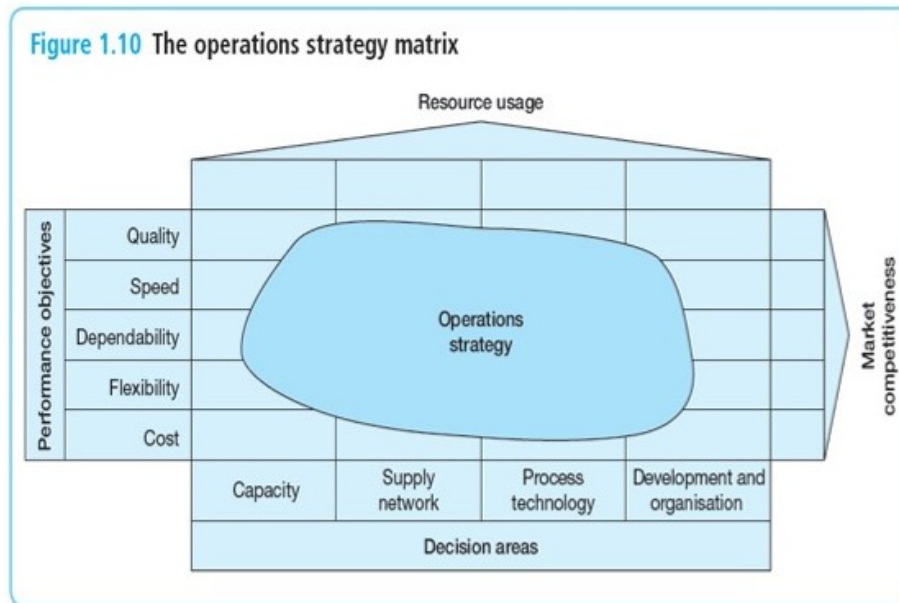 Figure 1.10 The operations strategy matrix
Resource usage
Performance objectives
Quality
Speed
Dependability
Flexibility
Cost
Operations
strategy
Market
competitiveness
Capacity
Supply
network
Process
technology
Development and
organisation
Decision areas